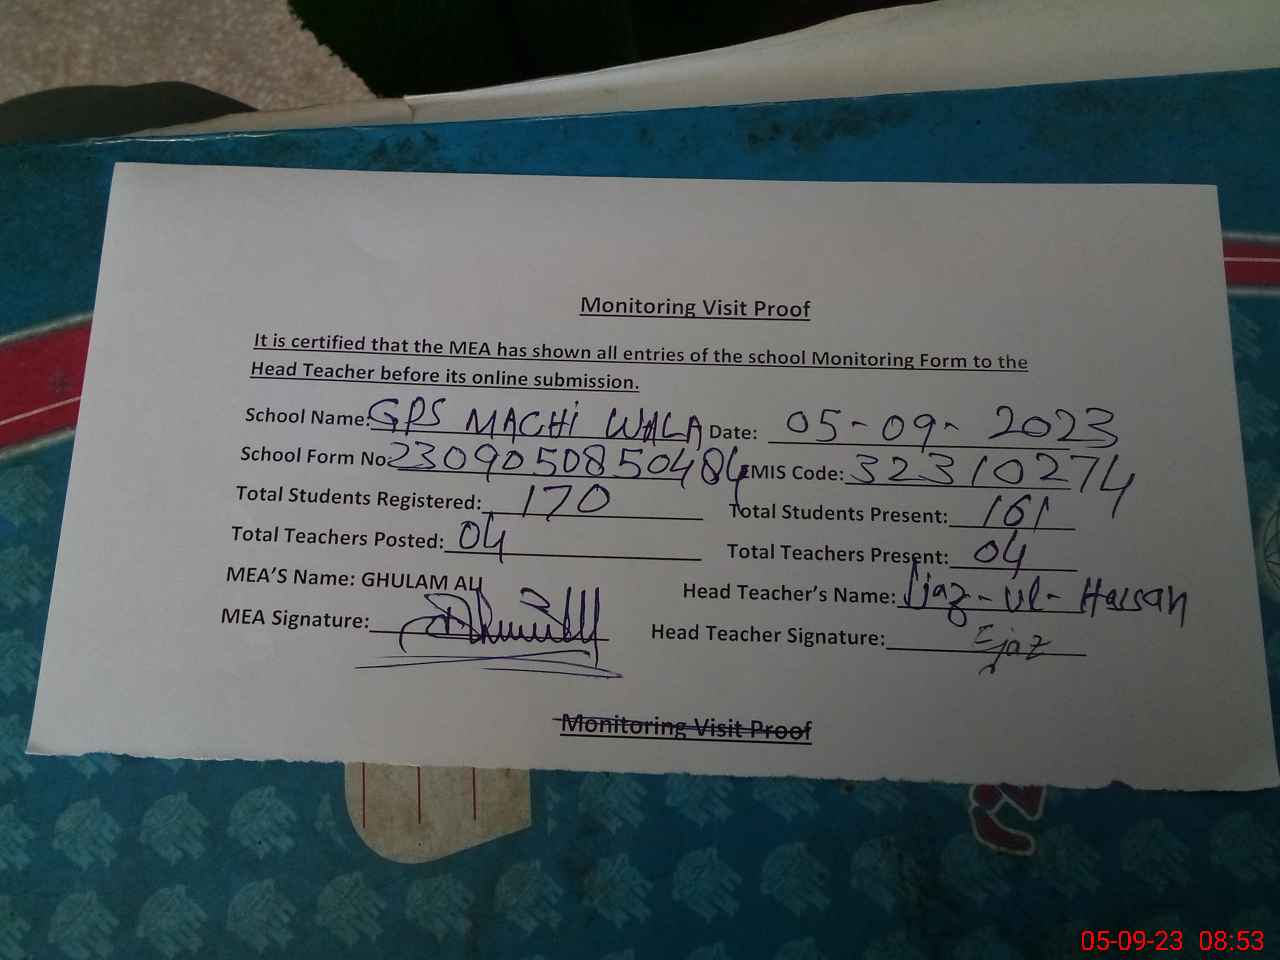 Monitoring Visit Proof
It is certified that the MEA has shown all entries of the school Monitoring Form to the
Head Teacher before its online submission.
School Name: GPS MACHI WALA Date: 05-09-2023
School Form No 2309050850484 EMIS Code: 32310274
Total Students Registered: 170 Total Students Present: 161
Total Teachers Posted: 04 Total Teachers Present: 04
MEA'S Name: GHULAM ALI Head Teacher's Name: Ijaz-ul-Hassan
MEA Signature: Head Teacher Signature: Ejaz
Monitoring Visit Proof
05-09-23 08:53